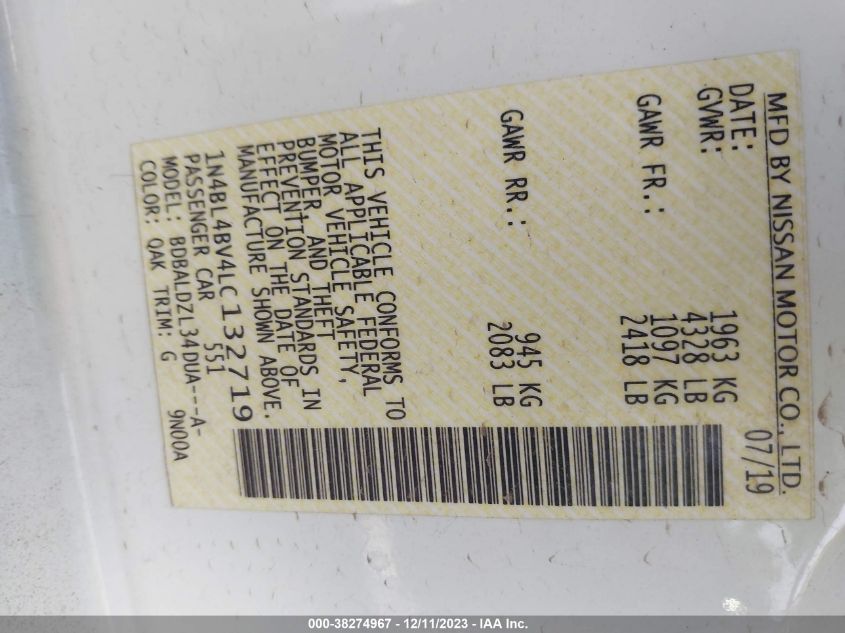 MFD BY NISSAN MOTOR CO., LTD.
DATE: 07/19
GVWR: 1963 KG
4328 LB
GAWR FR.: 1097 KG
2418 LB
GAWR RR.: 945 KG
2083 LB
THIS VEHICLE CONFORMS TO
ALL APPLICABLE FEDERAL
MOTOR VEHICLE SAFETY,
BUMPER, AND THEFT
PREVENTION STANDARDS IN
EFFECT ON THE DATE OF
MANUFACTURE SHOWN ABOVE.
1N4BL4BV4LC132719
PASSENGER CAR 551
MODEL: BDBALDZL34DUA---A-
COLOR: QAK TRIM: G 9N00A
000-38274967 - 12/11/2023 - IAA Inc.